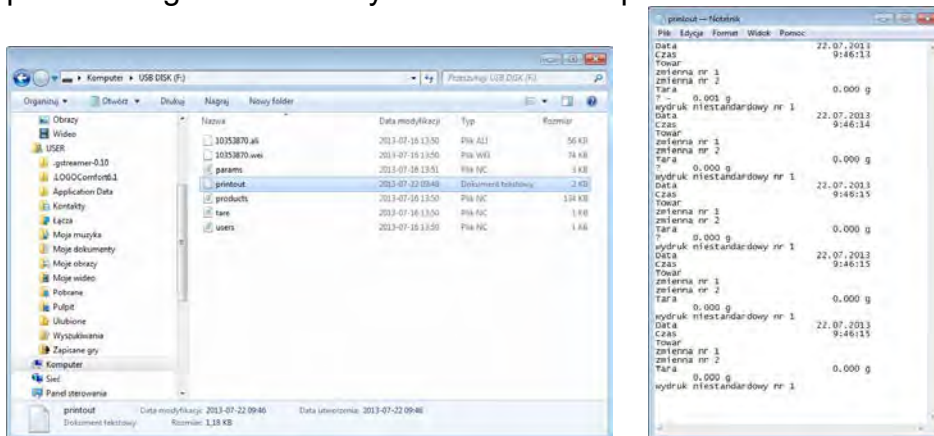 Komputer ▸ USB DISK (F:)
Przeszukaj: USB DISK (F:)
Organizuj
Otwórz
Drukuj
Nagraj
Nowy folder
Nazwa
Data modyfikacji
Typ
Rozmiar
Obrazy
Wideo
USER
.gstreamer-0.10
.LOGOComfort6.1
Application Data
Kontakty
Łącza
Moja muzyka
Moje dokumenty
Moje obrazy
Moje wideo
Pobrane
Pulpit
Ulubione
Wyszukiwania
Zapisane gry
Komputer
Sieć
Panel sterowania
10353870.ali 2013-07-16 13:50 Plik ALI 56 KB
10353870.wei 2013-07-16 13:50 Plik WEI 74 KB
params 2013-07-16 13:51 Plik NC 3 KB
printout 2013-07-22 09:46 Dokument tekstowy 2 KB
products 2013-07-16 13:50 Plik NC 134 KB
tare 2013-07-16 13:50 Plik NC 1 KB
users 2013-07-16 13:50 Plik NC 1 KB
printout Data modyfikacji: 2013-07-22 09:46 Data utworzenia: 2013-07-22 09:46
Dokument tekstowy Rozmiar: 1,18 KB
printout — Notatnik
Plik Edycja Format Widok Pomoc
Data 22.07.2013
Czas 9:46:13
Towar
zmienna nr 1
zmienna nr 2
Tara 0.000 g
? - 0.001 g
wydruk niestandardowy nr 1
Data 22.07.2013
Czas 9:46:14
Towar
zmienna nr 1
zmienna nr 2
Tara 0.000 g
? 0.000 g
wydruk niestandardowy nr 1
Data 22.07.2013
Czas 9:46:15
Towar
zmienna nr 1
zmienna nr 2
Tara 0.000 g
? 0.000 g
wydruk niestandardowy nr 1
Data 22.07.2013
Czas 9:46:15
Towar
zmienna nr 1
zmienna nr 2
Tara 0.000 g
0.000 g
wydruk niestandardowy nr 1
Data 22.07.2013
Czas 9:46:15
Towar
zmienna nr 1
zmienna nr 2
Tara 0.000 g
0.000 g
wydruk niestandardowy nr 1